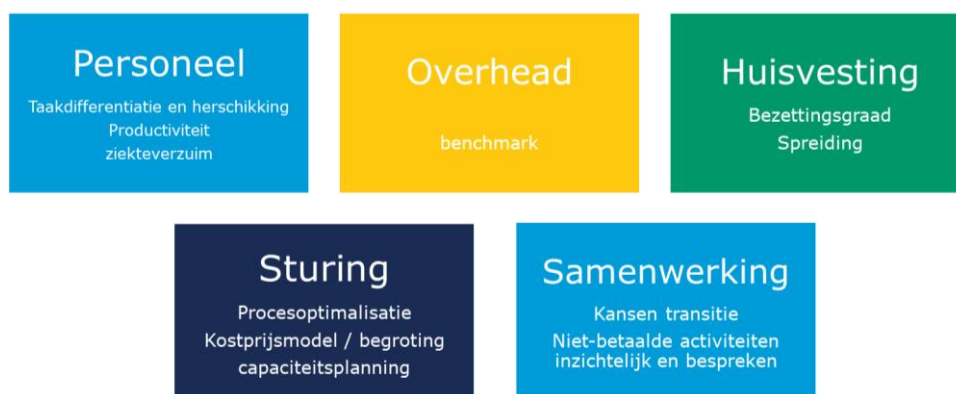 Personeel
Taakdifferentiatie en herschikking
Productiviteit
ziekteverzuim
Overhead
benchmark
Huisvesting
Bezettingsgraad
Spreiding
Sturing
Procesoptimalisatie
Kostprijsmodel / begroting
capaciteitsplanning
Samenwerking
Kansen transitie
Niet-betaalde activiteiten
inzichtelijk en bespreken